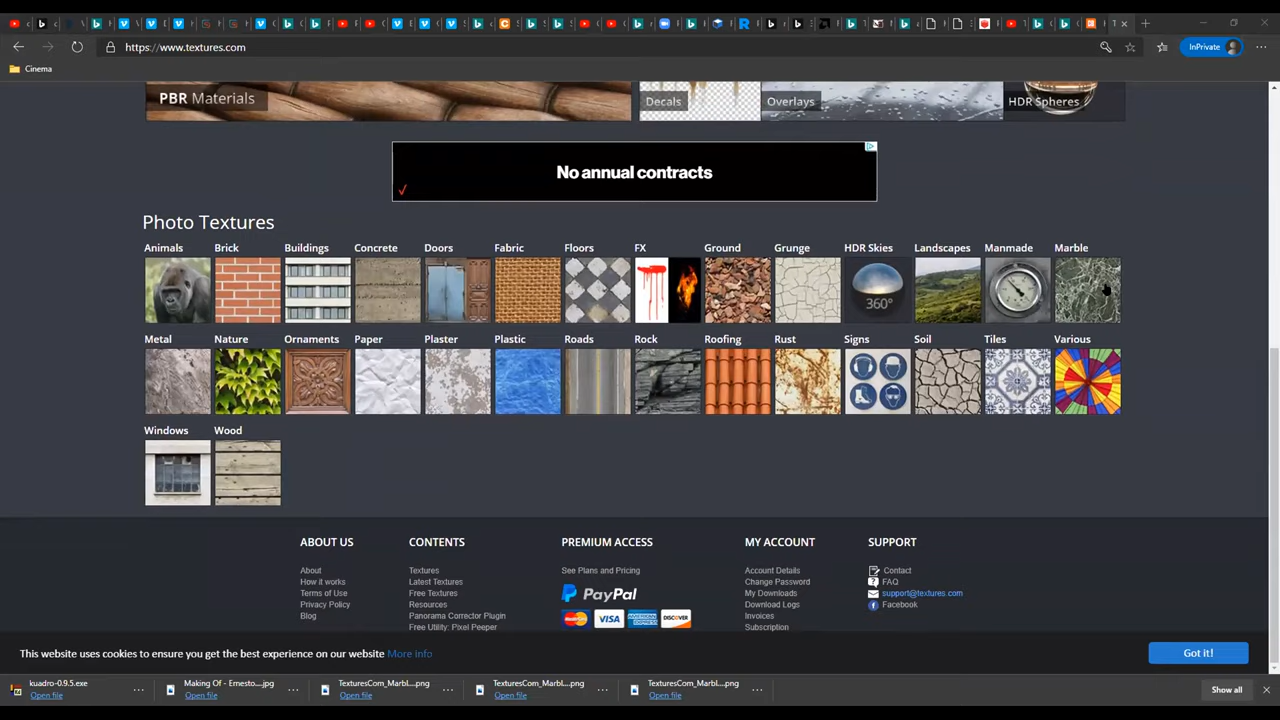 https://www.textures.com
InPrivate
Cinema
PBR Materials
Decals
Overlays
HDR Spheres
No annual contracts
Photo Textures
Animals Brick Buildings Concrete Doors Fabric Floors FX Ground Grunge HDR Skies Landscapes Manmade Marble
360°
Metal Nature Ornaments Paper Plaster Plastic Roads Rock Roofing Rust Signs Soil Tiles Various
Windows Wood
ABOUT US
About
How it works
Terms of Use
Privacy Policy
Blog
CONTENTS
Textures
Latest Textures
Free Textures
Resources
Panorama Corrector Plugin
Free Utility: Pixel Peeper
PREMIUM ACCESS
See Plans and Pricing
PayPal
VISA
DISCOVER
MY ACCOUNT
Account Details
Change Password
My Downloads
Download Logs
Invoices
Subscription
SUPPORT
Contact
FAQ
support@textures.com
Facebook
This website uses cookies to ensure you get the best experience on our website More info
Got it!
kuadro-0.9.5.exe
Open file
Making Of - Ernesto....jpg
Open file
TexturesCom_Marbl....png
Open file
TexturesCom_Marbl....png
Open file
TexturesCom_Marbl....png
Open file
Show all